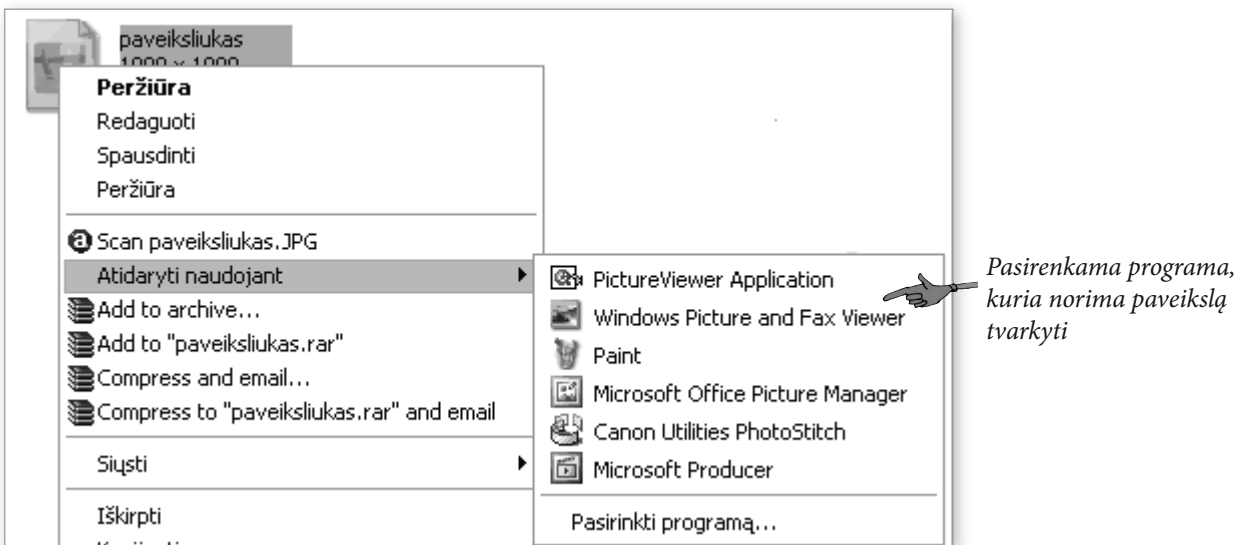 paveiksliukas
Peržiūra
Redaguoti
Spausdinti
Peržiūra
Scan paveiksliukas.JPG
Atidaryti naudojant
Add to archive...
Add to "paveiksliukas.rar"
Compress and email...
Compress to "paveiksliukas.rar" and email
Siųsti
Iškirpti
PictureViewer Application
Windows Picture and Fax Viewer
Paint
Microsoft Office Picture Manager
Canon Utilities PhotoStitch
Microsoft Producer
Pasirinkti programą...
Pasirenkama programa,
kuria norima paveikslą
tvarkyti